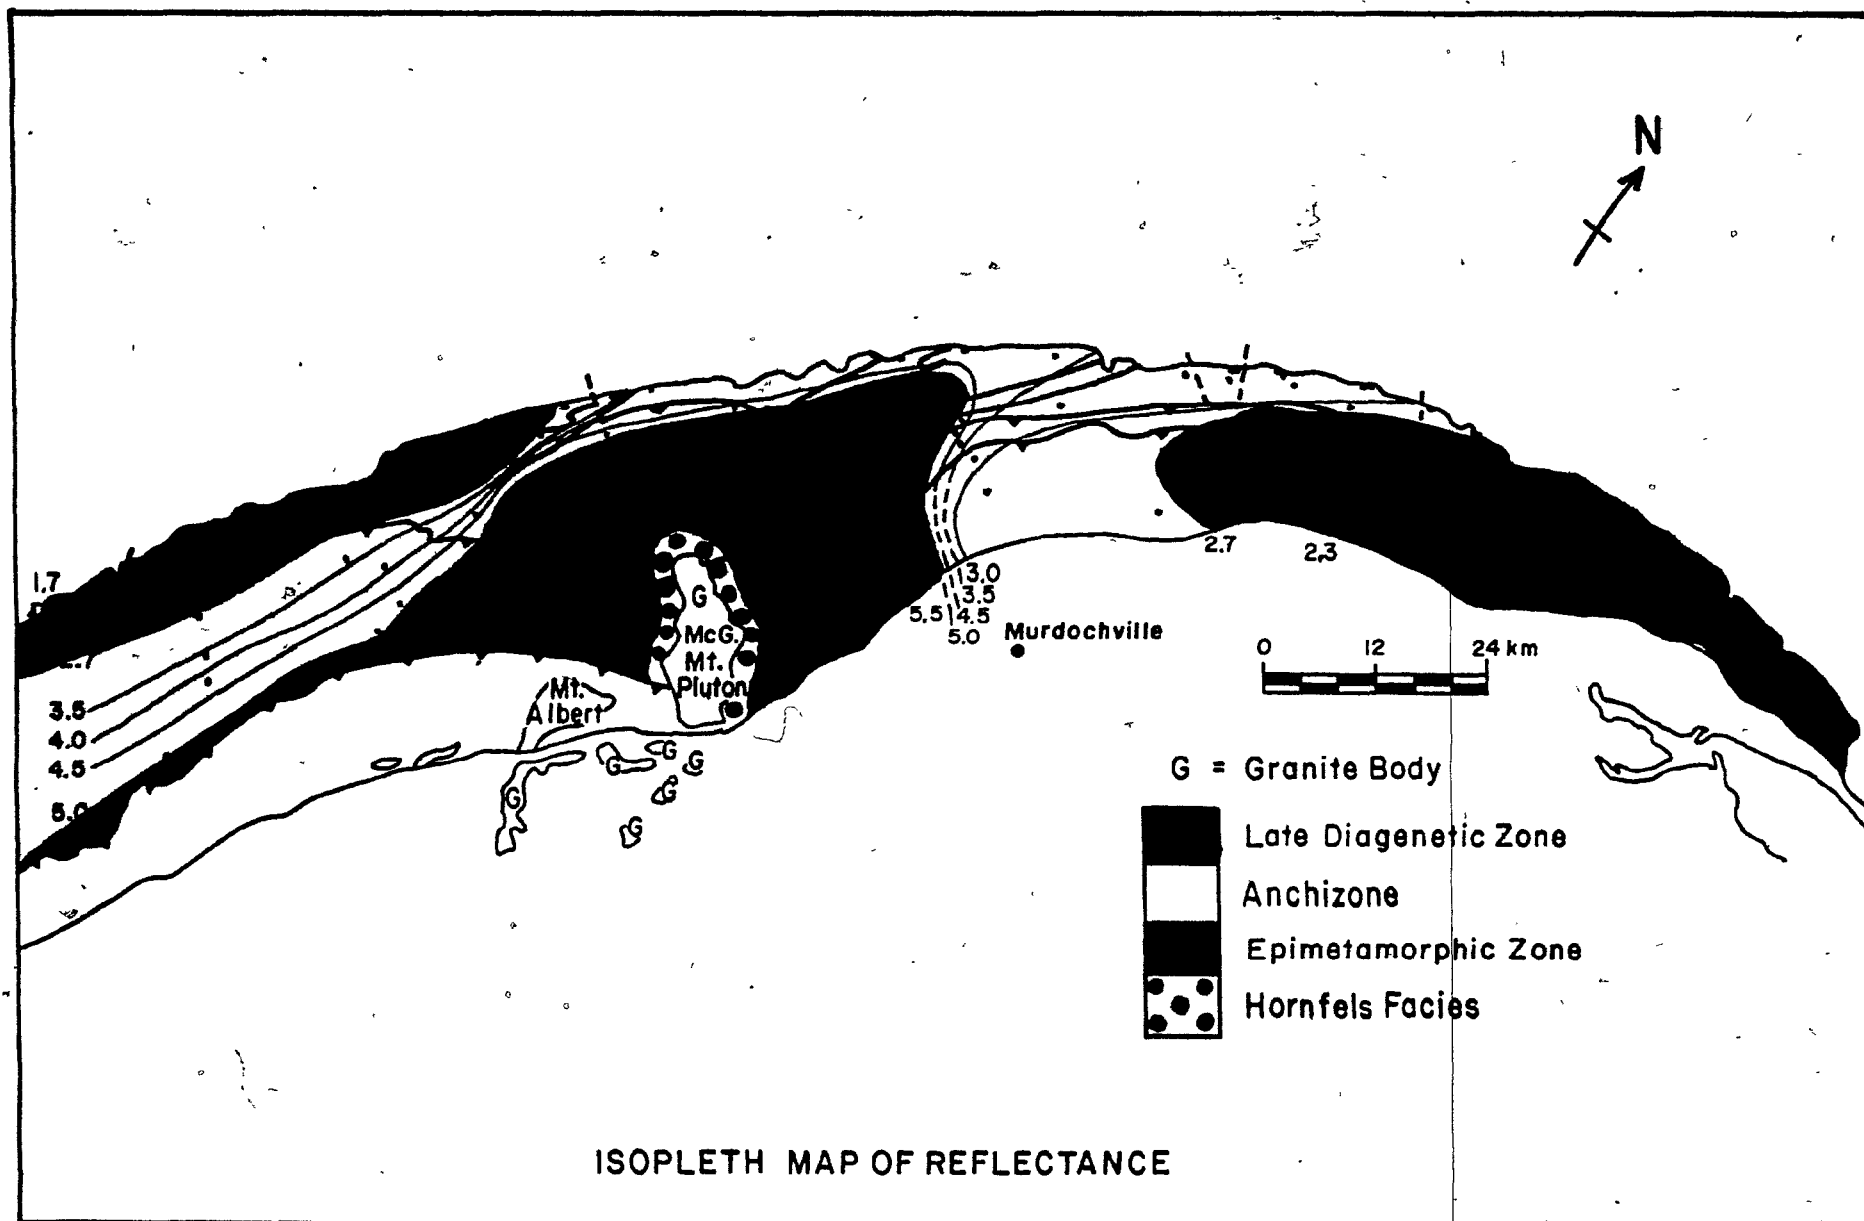 N
1.7
2.7
3.5
4.0
4.5
5.0
G
McG.
Mt.
Pluton
Mt.
Albert
G
G
G
G
G
G
2.7
2.3
3.0
3.5
5.5
4.5
5.0
Murdochville
0 12 24 km
G = Granite Body
Late Diagenetic Zone
Anchizone
Epimetamorphic Zone
Hornfels Facies
ISOPLETH MAP OF REFLECTANCE